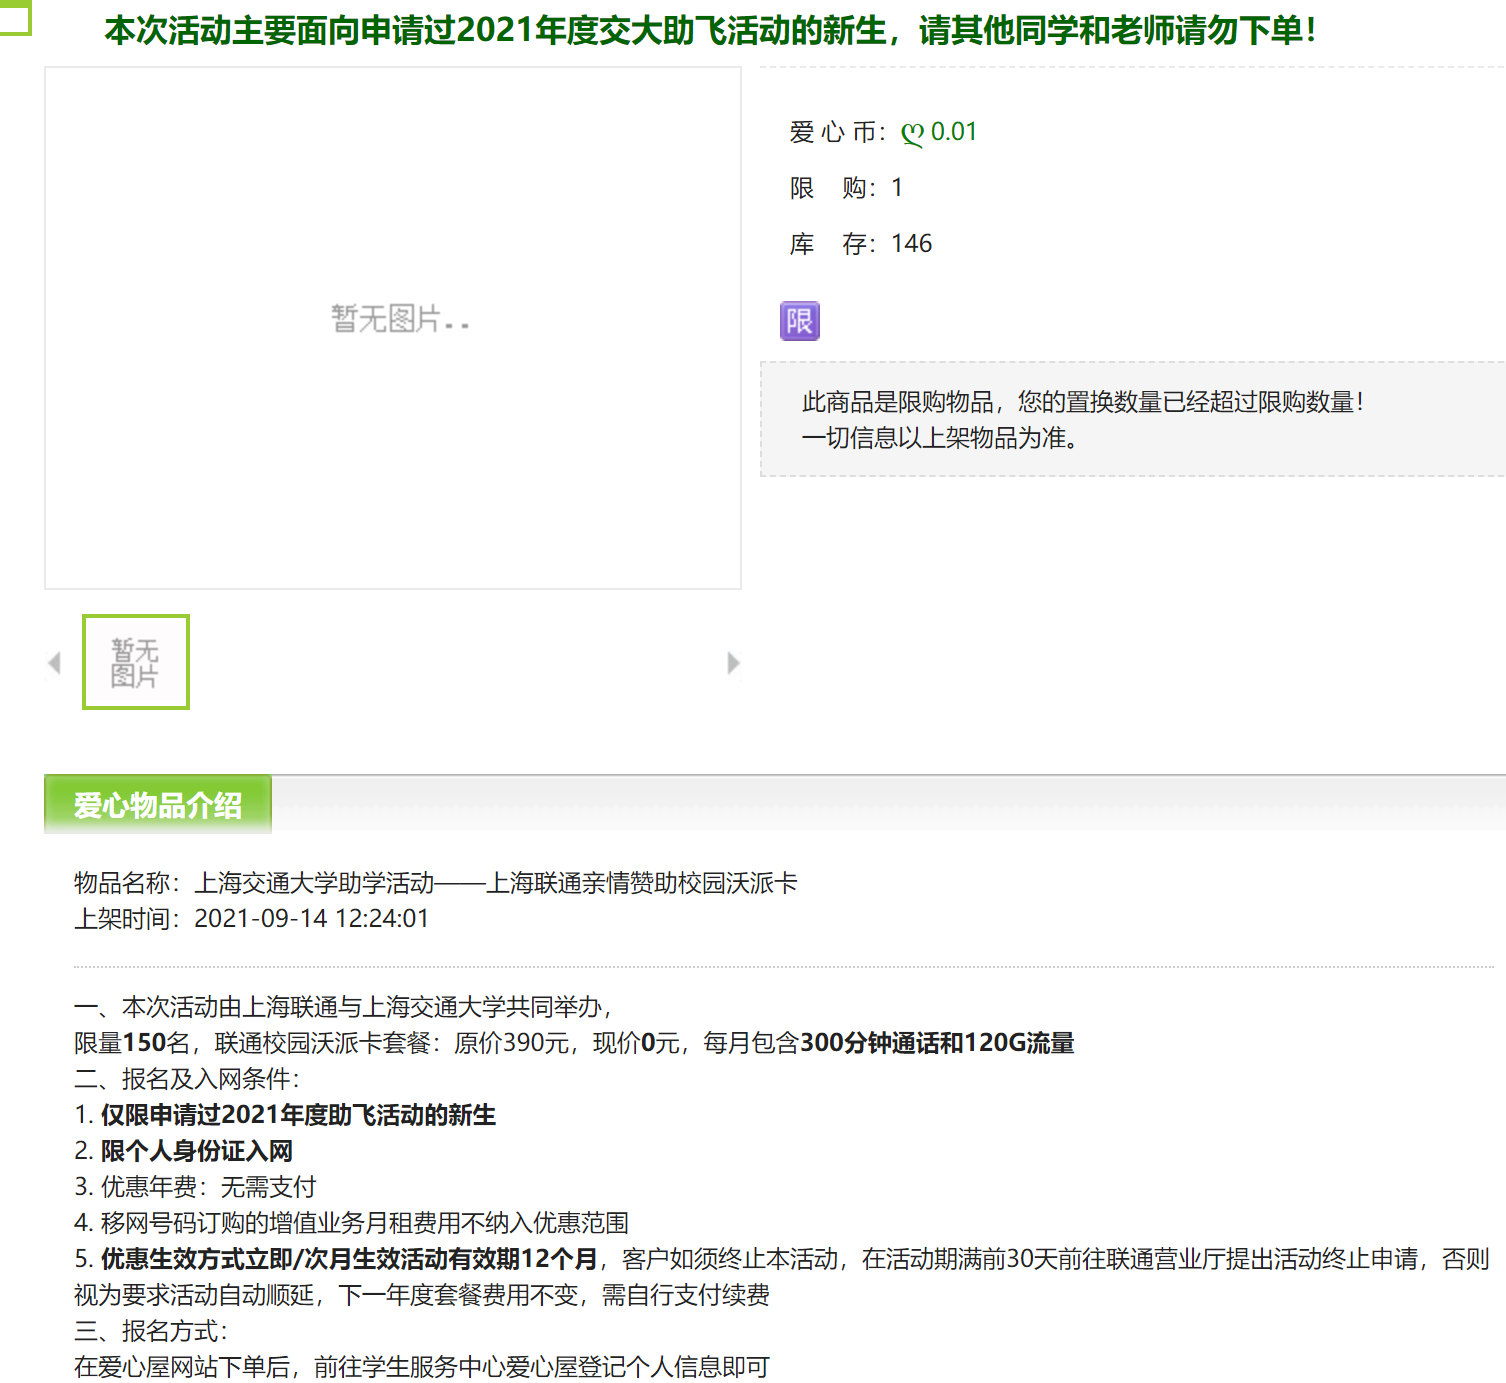 本次活动主要面向申请过2021年度交大助飞活动的新生，请其他同学和老师请勿下单！
爱 心 币：ღ 0.01
限 购：1
库 存：146
限
此商品是限购物品，您的置换数量已经超过限购数量！
一切信息以上架物品为准。
暂无图片..
暂无
图片
爱心物品介绍
物品名称：上海交通大学助学活动——上海联通亲情赞助校园沃派卡
上架时间：2021-09-14 12:24:01
一、本次活动由上海联通与上海交通大学共同举办，
限量150名，联通校园沃派卡套餐：原价390元，现价0元，每月包含300分钟通话和120G流量
二、报名及入网条件：
1. 仅限申请过2021年度助飞活动的新生
2. 限个人身份证入网
3. 优惠年费：无需支付
4. 移网号码订购的增值业务月租费用不纳入优惠范围
5. 优惠生效方式立即/次月生效活动有效期12个月，客户如须终止本活动，在活动期满前30天前往联通营业厅提出活动终止申请，否则
视为要求活动自动顺延，下一年度套餐费用不变，需自行支付续费
三、报名方式：
在爱心屋网站下单后，前往学生服务中心爱心屋登记个人信息即可